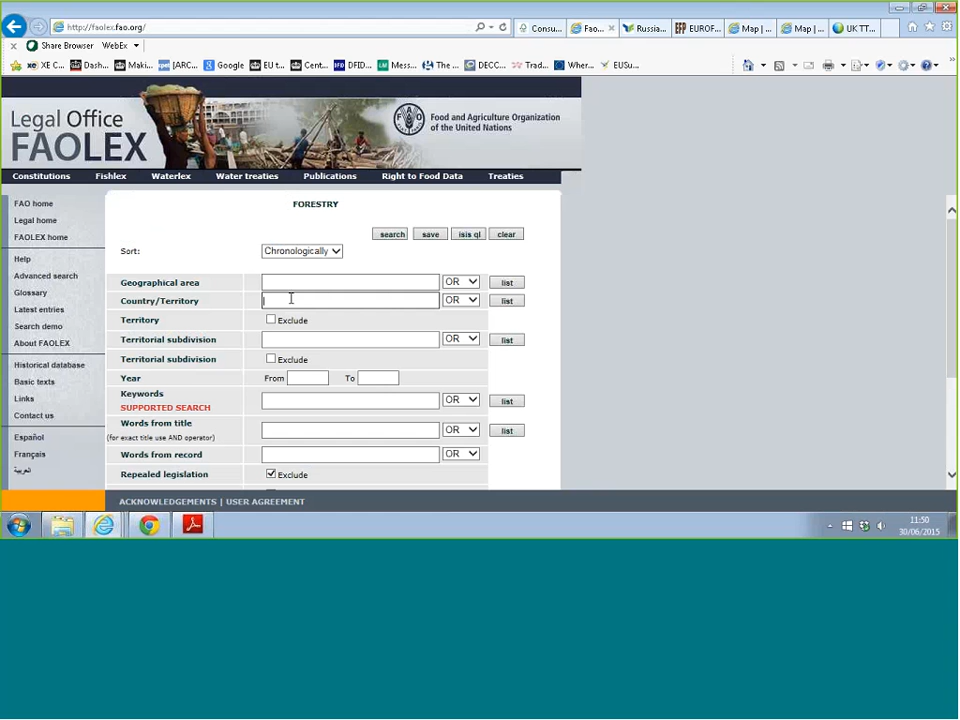 http://faolex.fao.org/
Consu...
Fao...
Russia...
EUROF...
Map |...
Map |...
UK TT...
Share Browser WebEx
XE C...
Dash...
Maki...
JARC...
Google
EU t...
Cent...
DFID...
Mess...
The ...
DECC...
Trad...
Wher...
EUSu...
Legal Office
FAOLEX
Food and Agriculture Organization
of the United Nations
Constitutions Fishlex Waterlex Water treaties Publications Right to Food Data Treaties
FAO home
Legal home
FAOLEX home
Help
Advanced search
Glossary
Latest entries
Search demo
About FAOLEX
Historical database
Basic texts
Links
Contact us
Español
Français
العربية
FORESTRY
search save isis ql clear
Sort: Chronologically
Geographical area OR list
Country/Territory OR list
Territory Exclude
Territorial subdivision OR list
Territorial subdivision Exclude
Year From To
Keywords
SUPPORTED SEARCH OR list
Words from title
(for exact title use AND operator) OR list
Words from record OR
Repealed legislation Exclude
ACKNOWLEDGEMENTS | USER AGREEMENT
11:50
30/06/2015